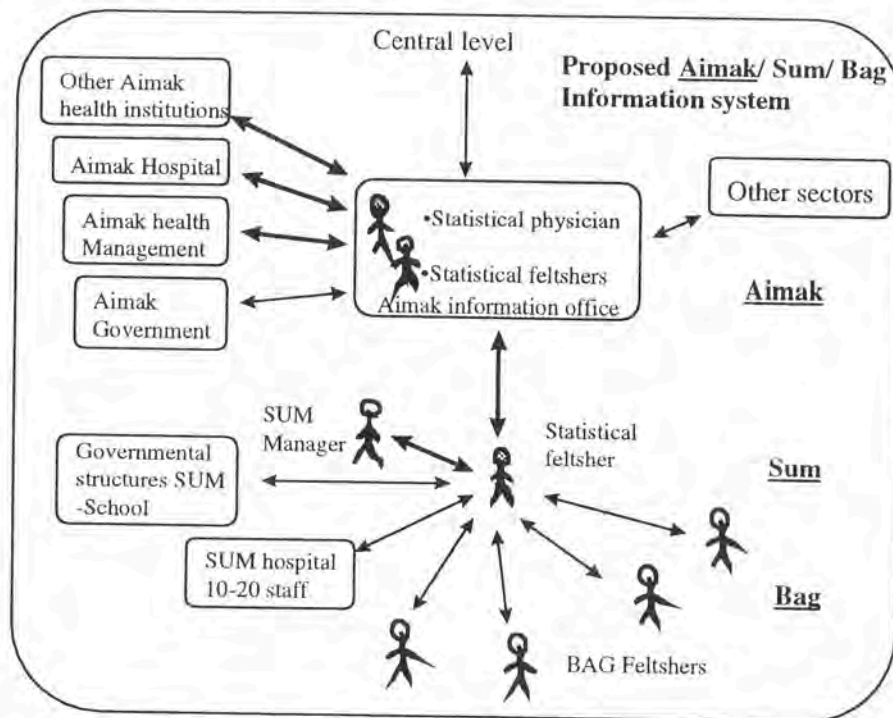 Central level
Proposed Aimak/ Sum/ Bag
Information system
Other Aimak
health institutions
Aimak Hospital
Aimak health
Management
Aimak
Government
•Statistical physician
•Statistical feltshers
Aimak information office
Other sectors
Aimak
SUM
Manager
Statistical
feltsher
Governmental
structures SUM
-School
Sum
SUM hospital
10-20 staff
Bag
BAG Feltshers